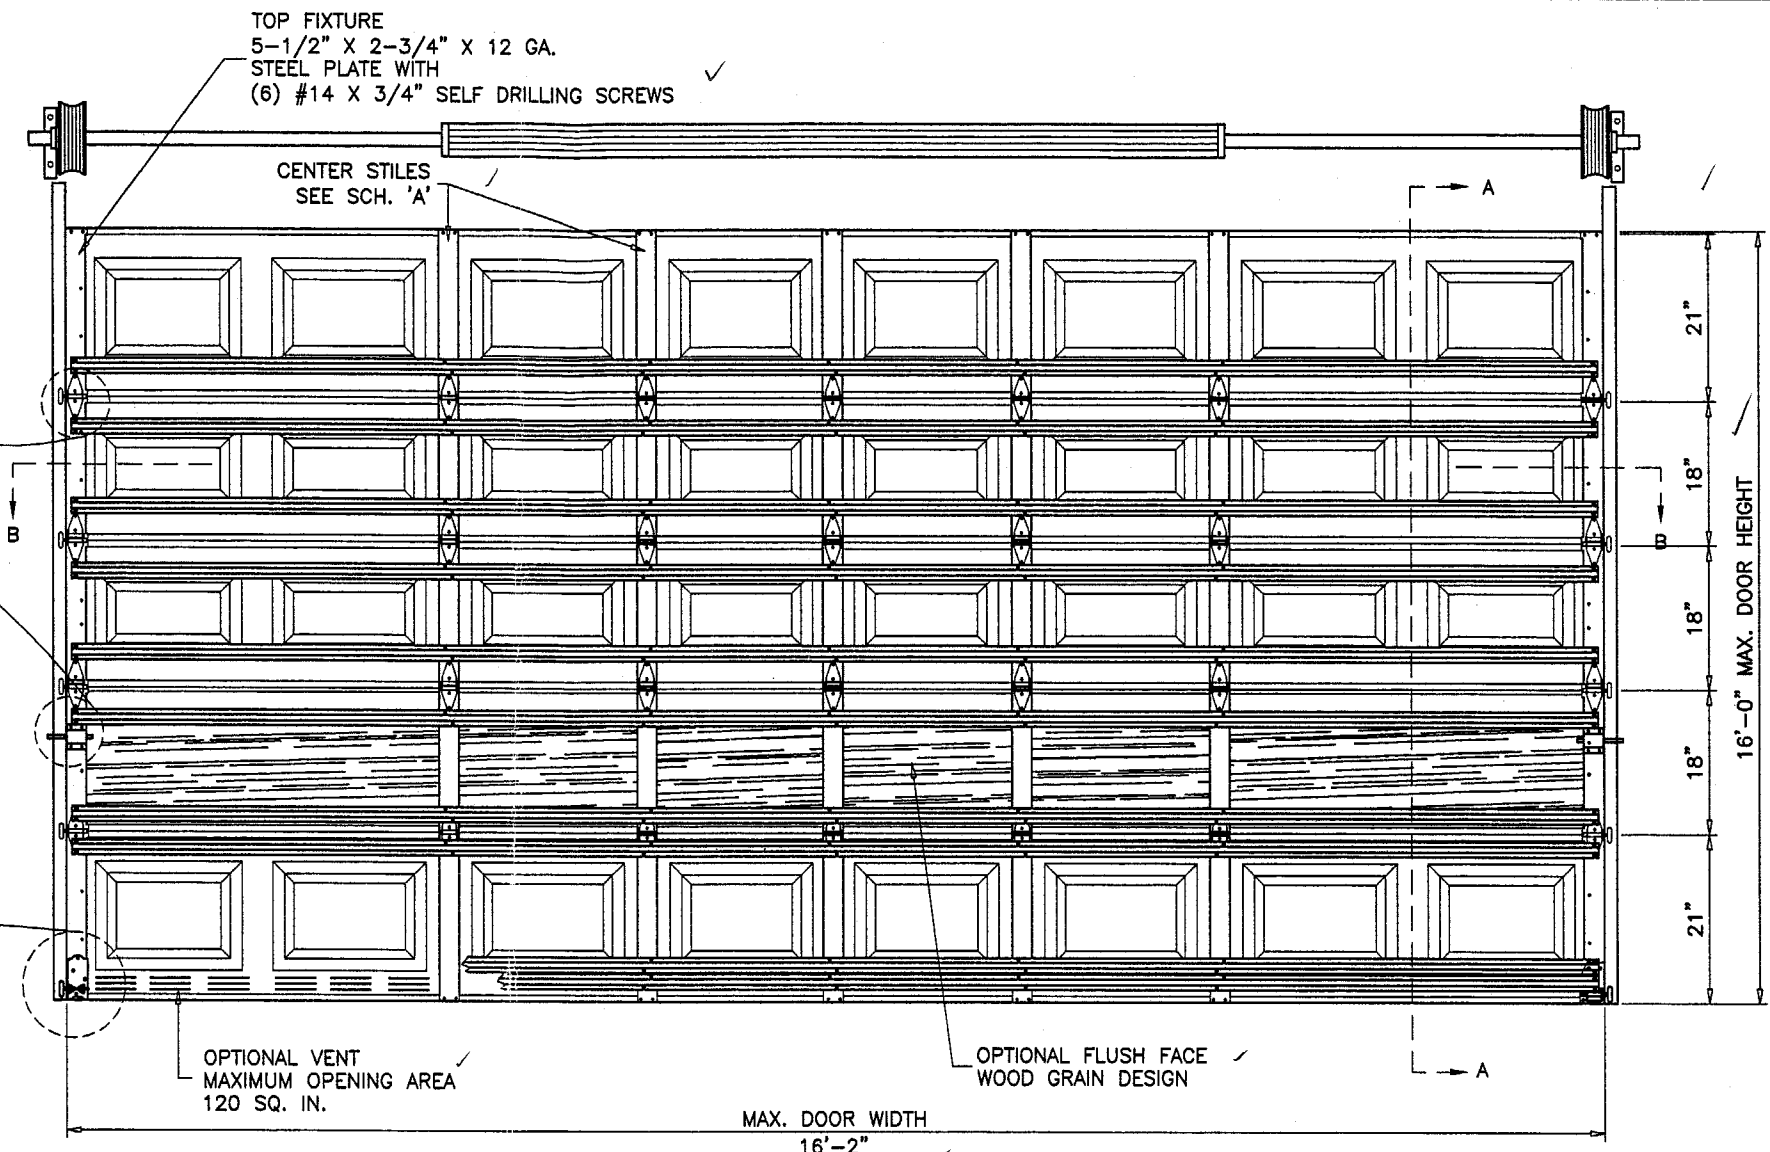 TOP FIXTURE
5-1/2" X 2-3/4" X 12 GA.
STEEL PLATE WITH
(6) #14 X 3/4" SELF DRILLING SCREWS
CENTER STILES
SEE SCH. 'A'
A
21"
18"
B
B
18"
16'-0" MAX. DOOR HEIGHT
18"
21"
OPTIONAL VENT
MAXIMUM OPENING AREA
120 SQ. IN.
OPTIONAL FLUSH FACE
WOOD GRAIN DESIGN
A
MAX. DOOR WIDTH
16'-2"